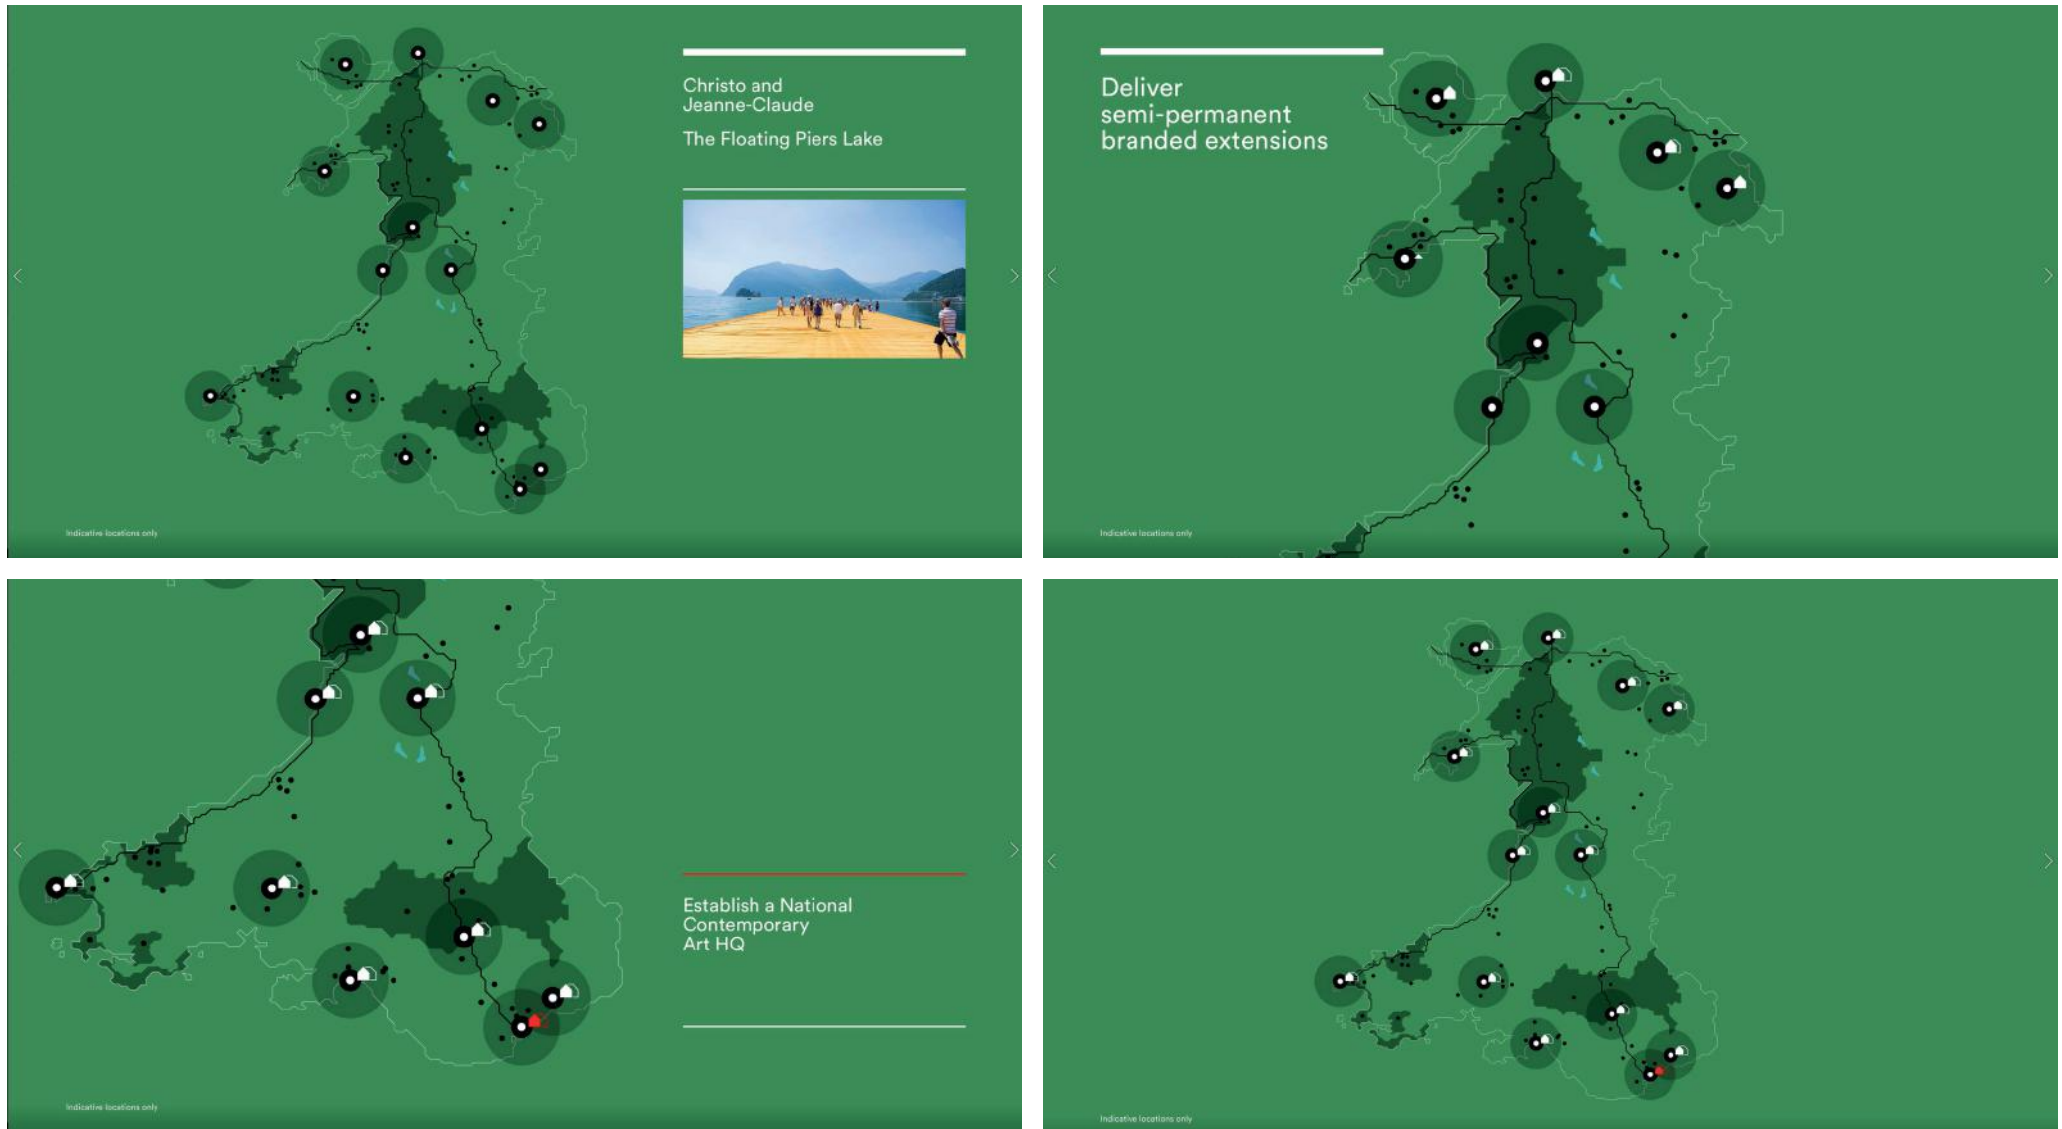 Christo and
Jeanne-Claude
The Floating Piers Lake
Indicative locations only
Deliver
semi-permanent
branded extensions
Indicative locations only
Establish a National
Contemporary
Art HQ
Indicative locations only
Indicative locations only